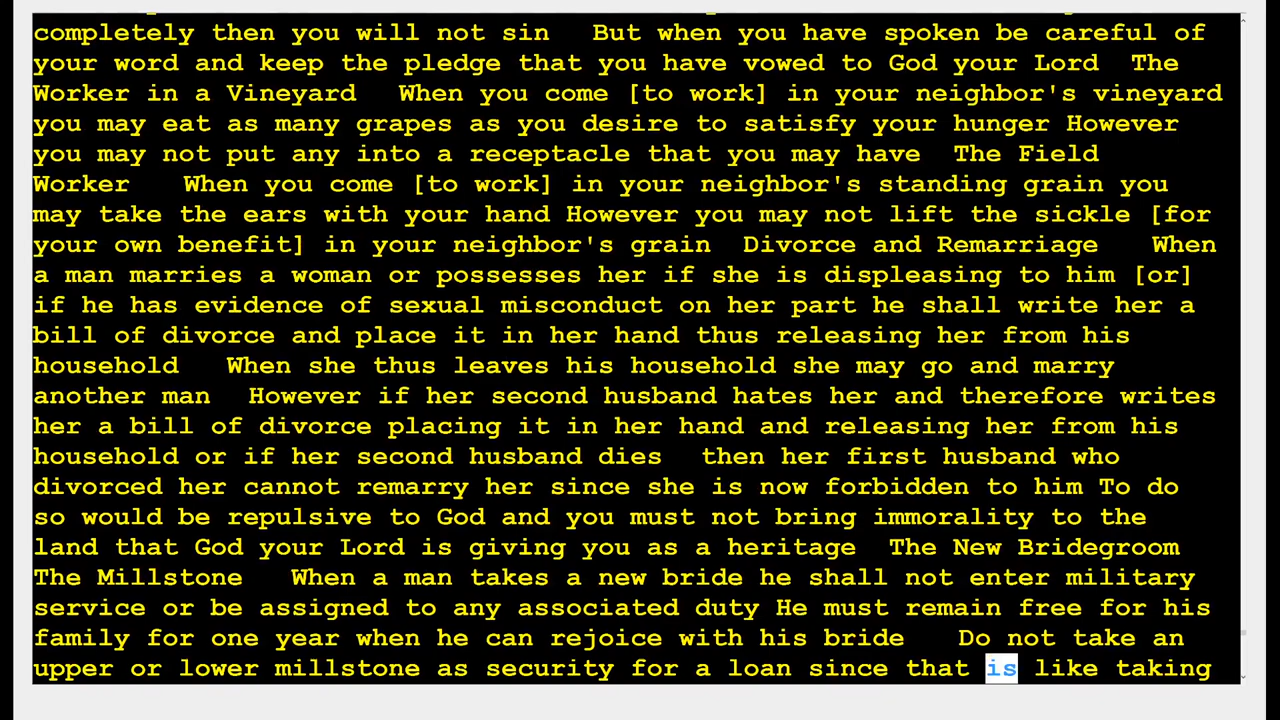 completely then you will not sin But when you have spoken be careful of
your word and keep the pledge that you have vowed to God your Lord The
Worker in a Vineyard When you come [to work] in your neighbor's vineyard
you may eat as many grapes as you desire to satisfy your hunger However
you may not put any into a receptacle that you may have The Field
Worker When you come [to work] in your neighbor's standing grain you
may take the ears with your hand However you may not lift the sickle [for
your own benefit] in your neighbor's grain Divorce and Remarriage When
a man marries a woman or possesses her if she is displeasing to him [or]
if he has evidence of sexual misconduct on her part he shall write her a
bill of divorce and place it in her hand thus releasing her from his
household When she thus leaves his household she may go and marry
another man However if her second husband hates her and therefore writes
her a bill of divorce placing it in her hand and releasing her from his
household or if her second husband dies then her first husband who
divorced her cannot remarry her since she is now forbidden to him To do
so would be repulsive to God and you must not bring immorality to the
land that God your Lord is giving you as a heritage The New Bridegroom
The Millstone When a man takes a new bride he shall not enter military
service or be assigned to any associated duty He must remain free for his
family for one year when he can rejoice with his bride Do not take an
upper or lower millstone as security for a loan since that is like taking